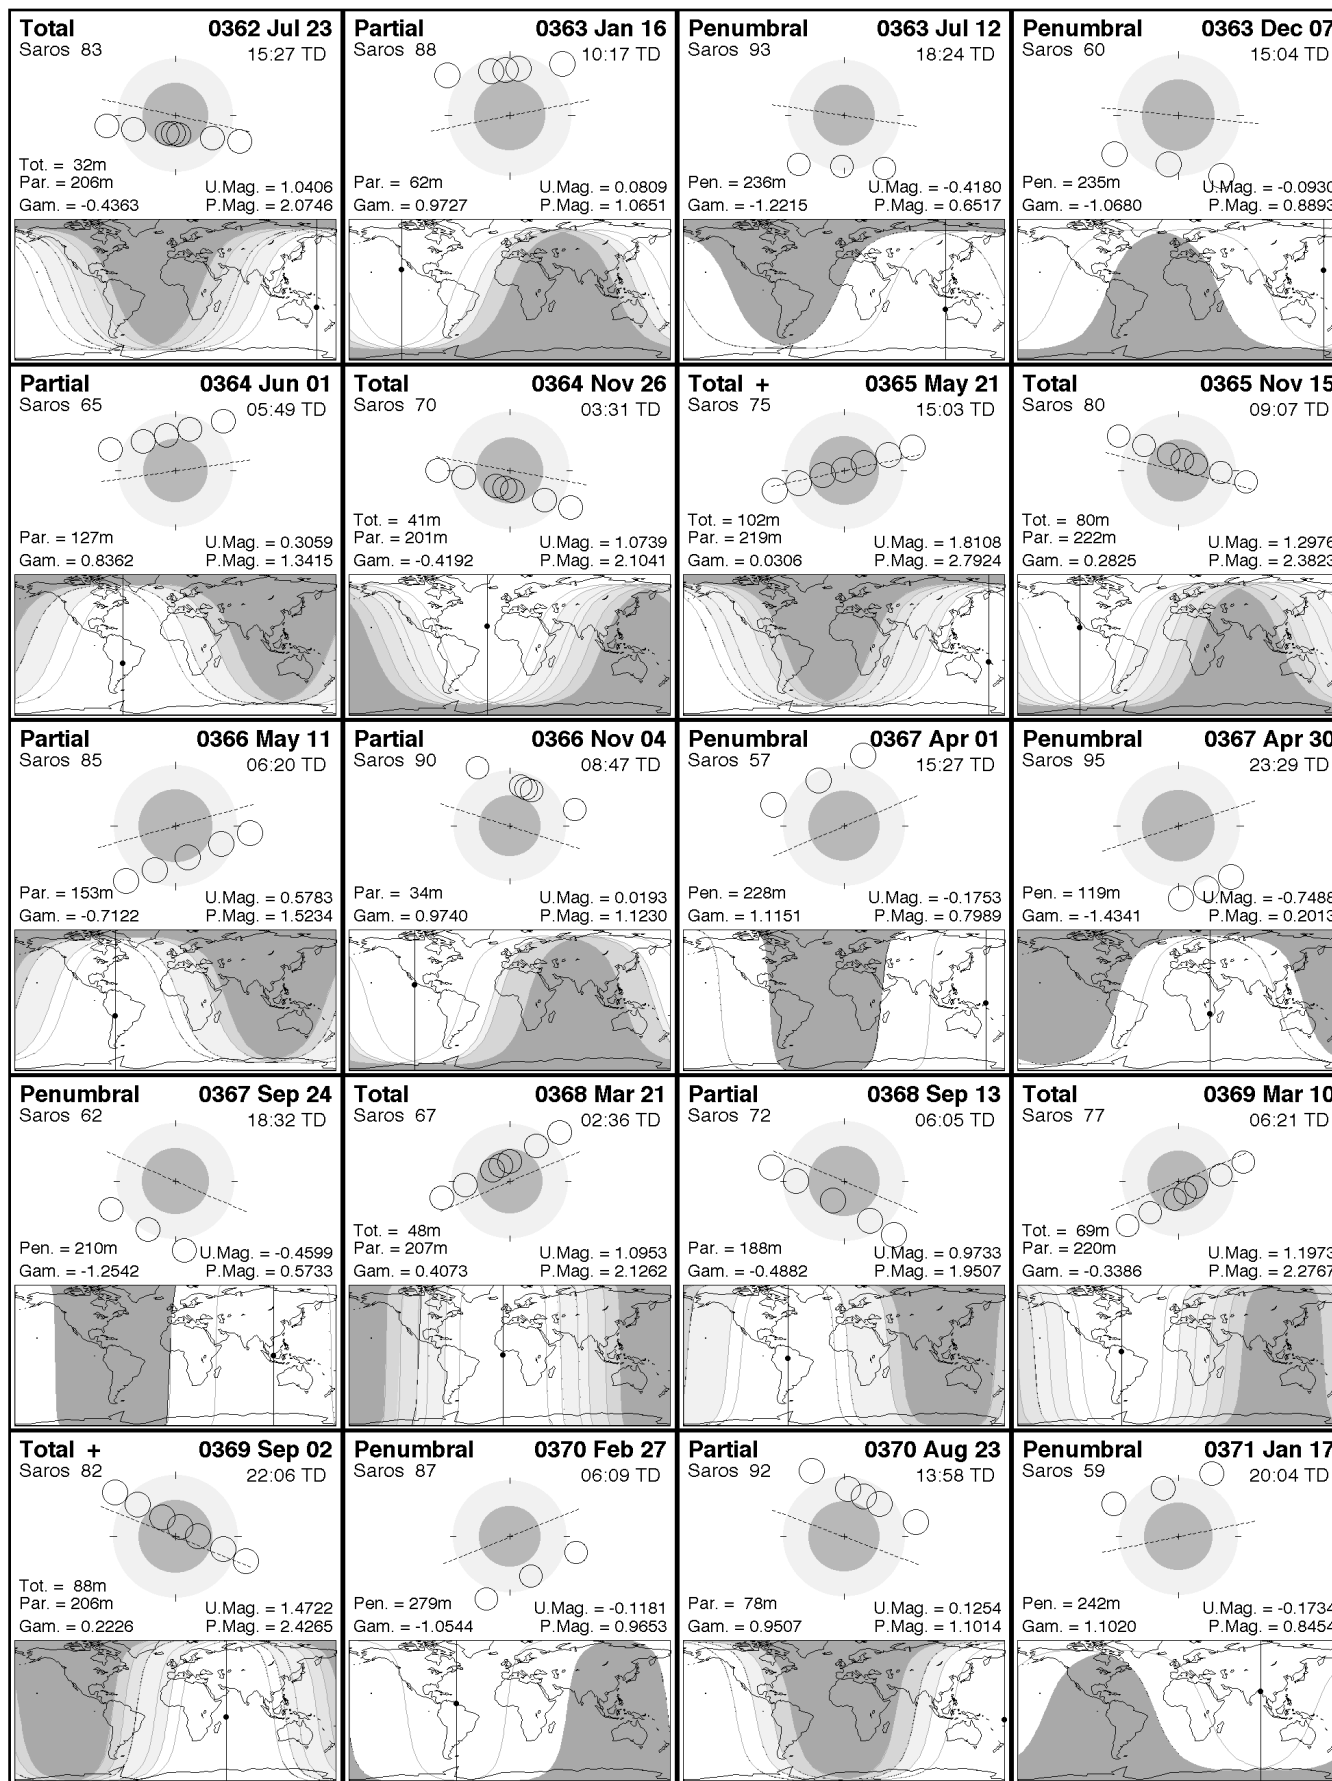 Total 0362 Jul 23
Saros 83 15:27 TD
Tot. = 32m
Par. = 206m U.Mag. = 1.0406
Gam. = -0.4363 P.Mag. = 2.0746
Partial 0363 Jan 16
Saros 88 10:17 TD
Par. = 62m U.Mag. = 0.0809
Gam. = 0.9727 P.Mag. = 1.0651
Penumbral 0363 Jul 12
Saros 93 18:24 TD
Pen. = 236m U.Mag. = -0.4180
Gam. = -1.2215 P.Mag. = 0.6517
Penumbral 0363 Dec 07
Saros 60 15:04 TD
Pen. = 235m U.Mag. = -0.0930
Gam. = -1.0680 P.Mag. = 0.8893
Partial 0364 Jun 01
Saros 65 05:49 TD
Par. = 127m U.Mag. = 0.3059
Gam. = 0.8362 P.Mag. = 1.3415
Total 0364 Nov 26
Saros 70 03:31 TD
Tot. = 41m
Par. = 201m U.Mag. = 1.0739
Gam. = -0.4192 P.Mag. = 2.1041
Total + 0365 May 21
Saros 75 15:03 TD
Tot. = 102m
Par. = 219m U.Mag. = 1.8108
Gam. = 0.0306 P.Mag. = 2.7924
Total 0365 Nov 15
Saros 80 09:07 TD
Tot. = 80m
Par. = 222m U.Mag. = 1.2976
Gam. = 0.2825 P.Mag. = 2.3823
Partial 0366 May 11
Saros 85 06:20 TD
Par. = 153m U.Mag. = 0.5783
Gam. = -0.7122 P.Mag. = 1.5234
Partial 0366 Nov 04
Saros 90 08:47 TD
Par. = 34m U.Mag. = 0.0193
Gam. = 0.9740 P.Mag. = 1.1230
Penumbral 0367 Apr 01
Saros 57 15:27 TD
Pen. = 228m U.Mag. = -0.1753
Gam. = 1.1151 P.Mag. = 0.7989
Penumbral 0367 Apr 30
Saros 95 23:29 TD
Pen. = 119m U.Mag. = -0.7488
Gam. = -1.4341 P.Mag. = 0.2013
Penumbral 0367 Sep 24
Saros 62 18:32 TD
Pen. = 210m U.Mag. = -0.4599
Gam. = -1.2542 P.Mag. = 0.5733
Total 0368 Mar 21
Saros 67 02:36 TD
Tot. = 48m
Par. = 207m U.Mag. = 1.0953
Gam. = 0.4073 P.Mag. = 2.1262
Partial 0368 Sep 13
Saros 72 06:05 TD
Par. = 188m U.Mag. = 0.9733
Gam. = -0.4882 P.Mag. = 1.9507
Total 0369 Mar 10
Saros 77 06:21 TD
Tot. = 69m
Par. = 220m U.Mag. = 1.1973
Gam. = -0.3386 P.Mag. = 2.2767
Total + 0369 Sep 02
Saros 82 22:06 TD
Tot. = 88m
Par. = 206m U.Mag. = 1.4722
Gam. = 0.2226 P.Mag. = 2.4265
Penumbral 0370 Feb 27
Saros 87 06:09 TD
Pen. = 279m U.Mag. = -0.1181
Gam. = -1.0544 P.Mag. = 0.9653
Partial 0370 Aug 23
Saros 92 13:58 TD
Par. = 78m U.Mag. = 0.1254
Gam. = 0.9507 P.Mag. = 1.1014
Penumbral 0371 Jan 17
Saros 59 20:04 TD
Pen. = 242m U.Mag. = -0.1734
Gam. = 1.1020 P.Mag. = 0.8454